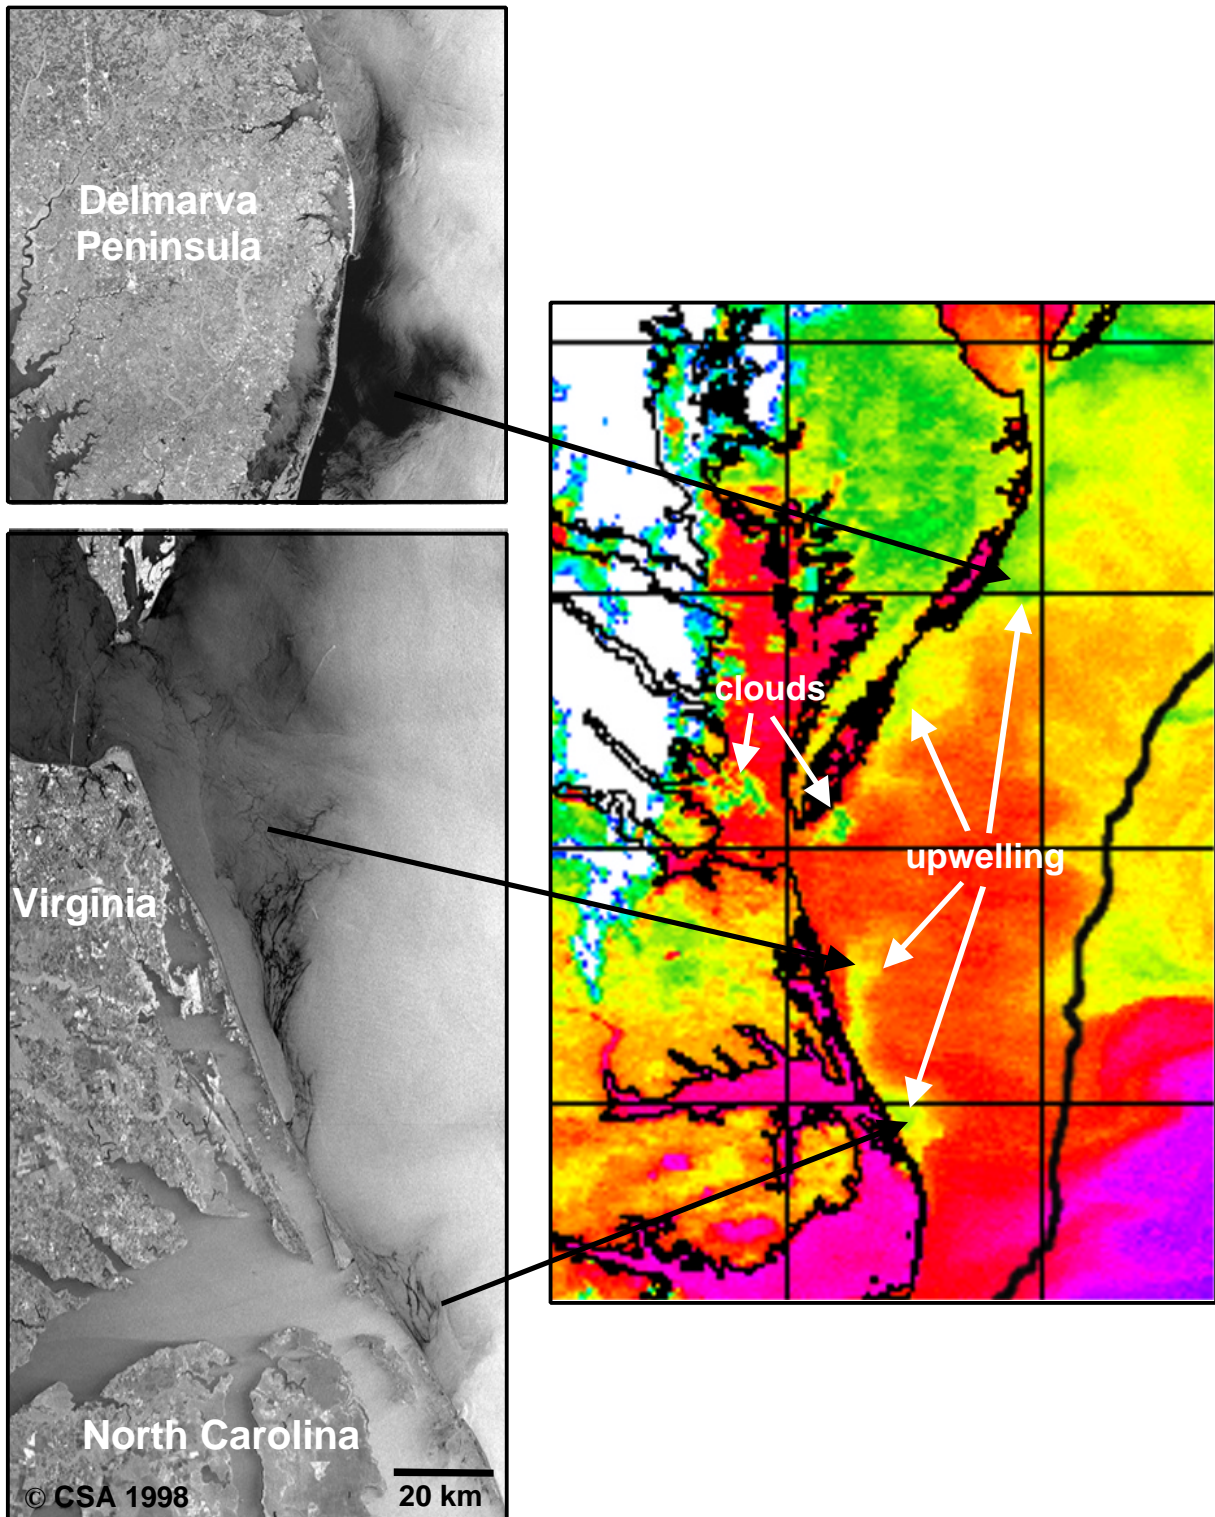 Delmarva
Peninsula
clouds
upwelling
Virginia
North Carolina
© CSA 1998
20 km